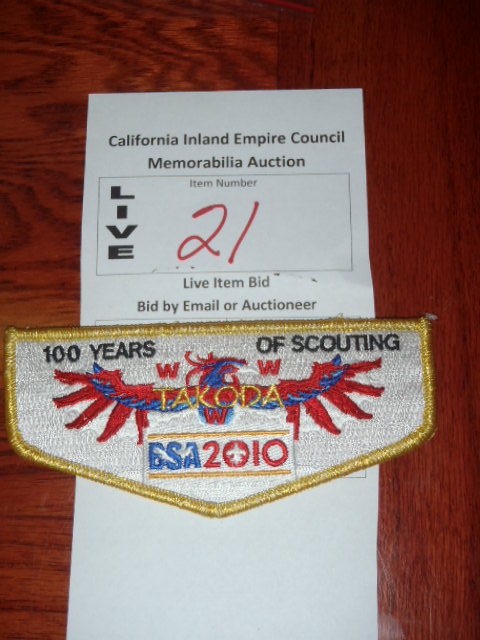 California Inland Empire Council
Memorabilia Auction
Item Number
LIVE
21
Live Item Bid
Bid by Email or Auctioneer
100 YEARS OF SCOUTING
W W
TAKODA
W
BSA2010